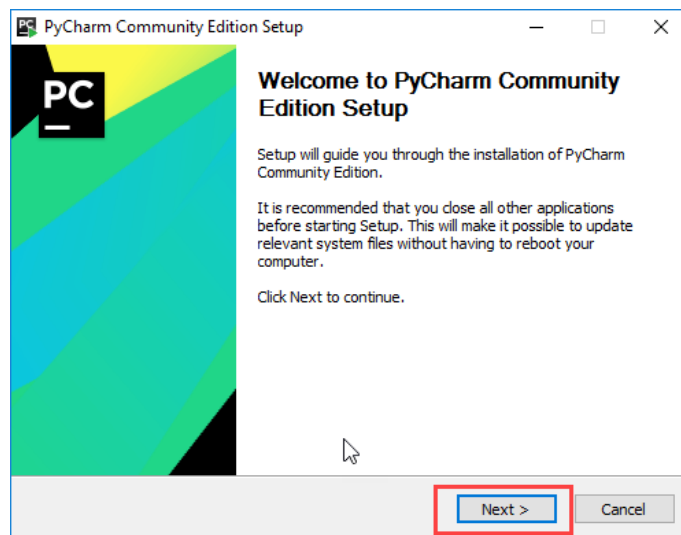 PC PyCharm Community Edition Setup
PC
Welcome to PyCharm Community
Edition Setup
Setup will guide you through the installation of PyCharm
Community Edition.
It is recommended that you close all other applications
before starting Setup. This will make it possible to update
relevant system files without having to reboot your
computer.
Click Next to continue.
Next > Cancel